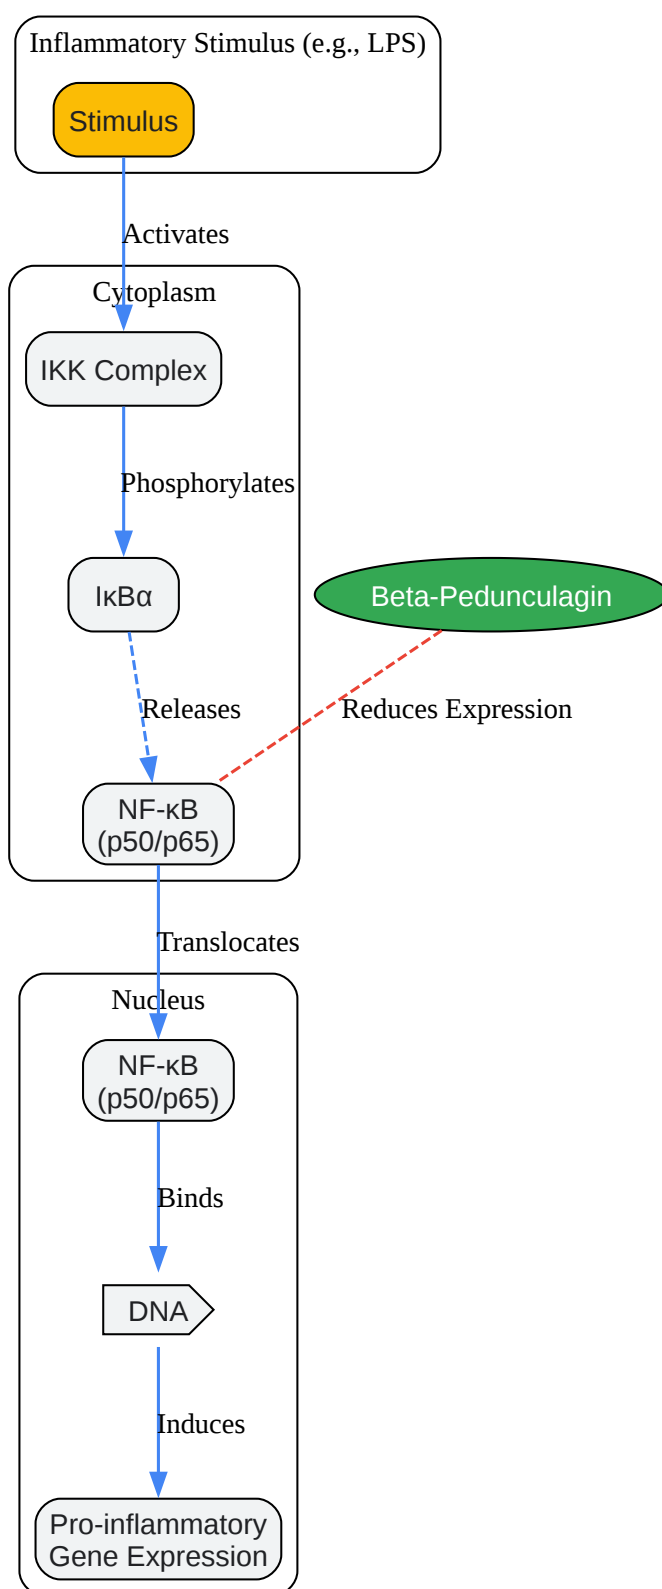 Inflammatory Stimulus (e.g., LPS)
Stimulus
Activates
Cytoplasm
IKK Complex
Phosphorylates
IκBα
Beta-Pedunculagin
Releases
Reduces Expression
NF-κB
(p50/p65)
Translocates
Nucleus
NF-κB
(p50/p65)
Binds
DNA
Induces
Pro-inflammatory
Gene Expression